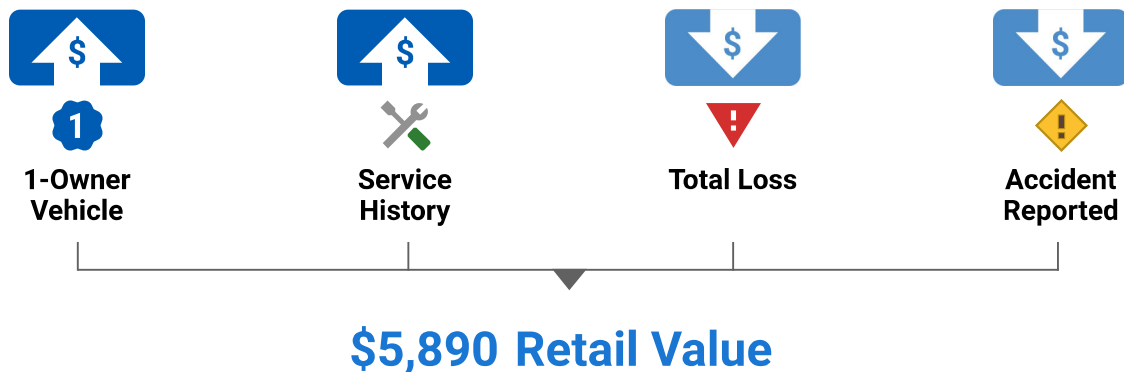 $ $ $ $
1 ! !
1-Owner Vehicle
Service History
Total Loss
Accident Reported
$5,890 Retail Value